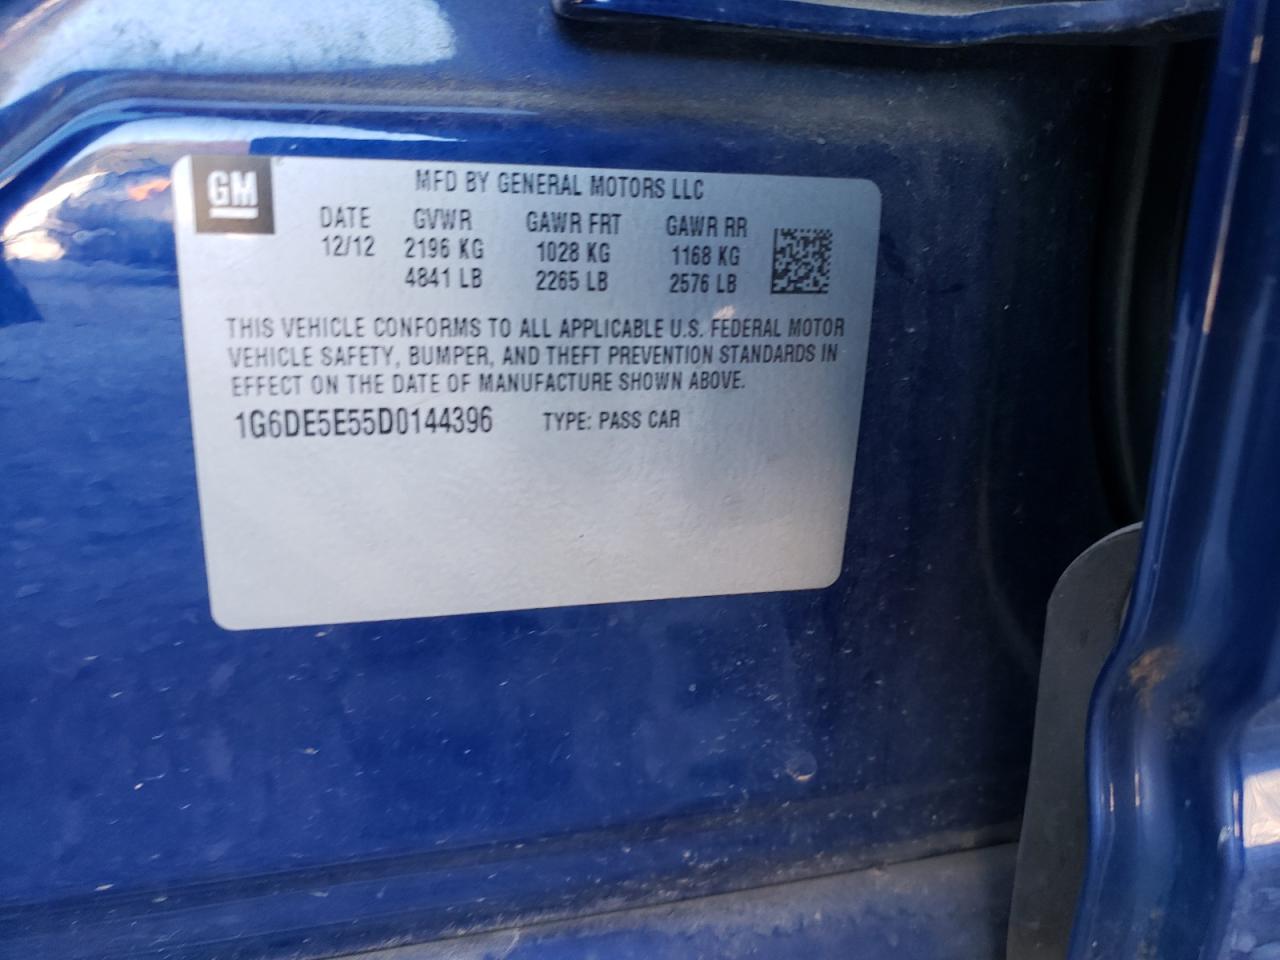 GM
MFD BY GENERAL MOTORS LLC
DATE GVWR GAWR FRT GAWR RR
12/12 2196 KG 1028 KG 1168 KG
4841 LB 2265 LB 2576 LB
THIS VEHICLE CONFORMS TO ALL APPLICABLE U.S. FEDERAL MOTOR
VEHICLE SAFETY, BUMPER, AND THEFT PREVENTION STANDARDS IN
EFFECT ON THE DATE OF MANUFACTURE SHOWN ABOVE.
1G6DE5E55D0144396 TYPE: PASS CAR